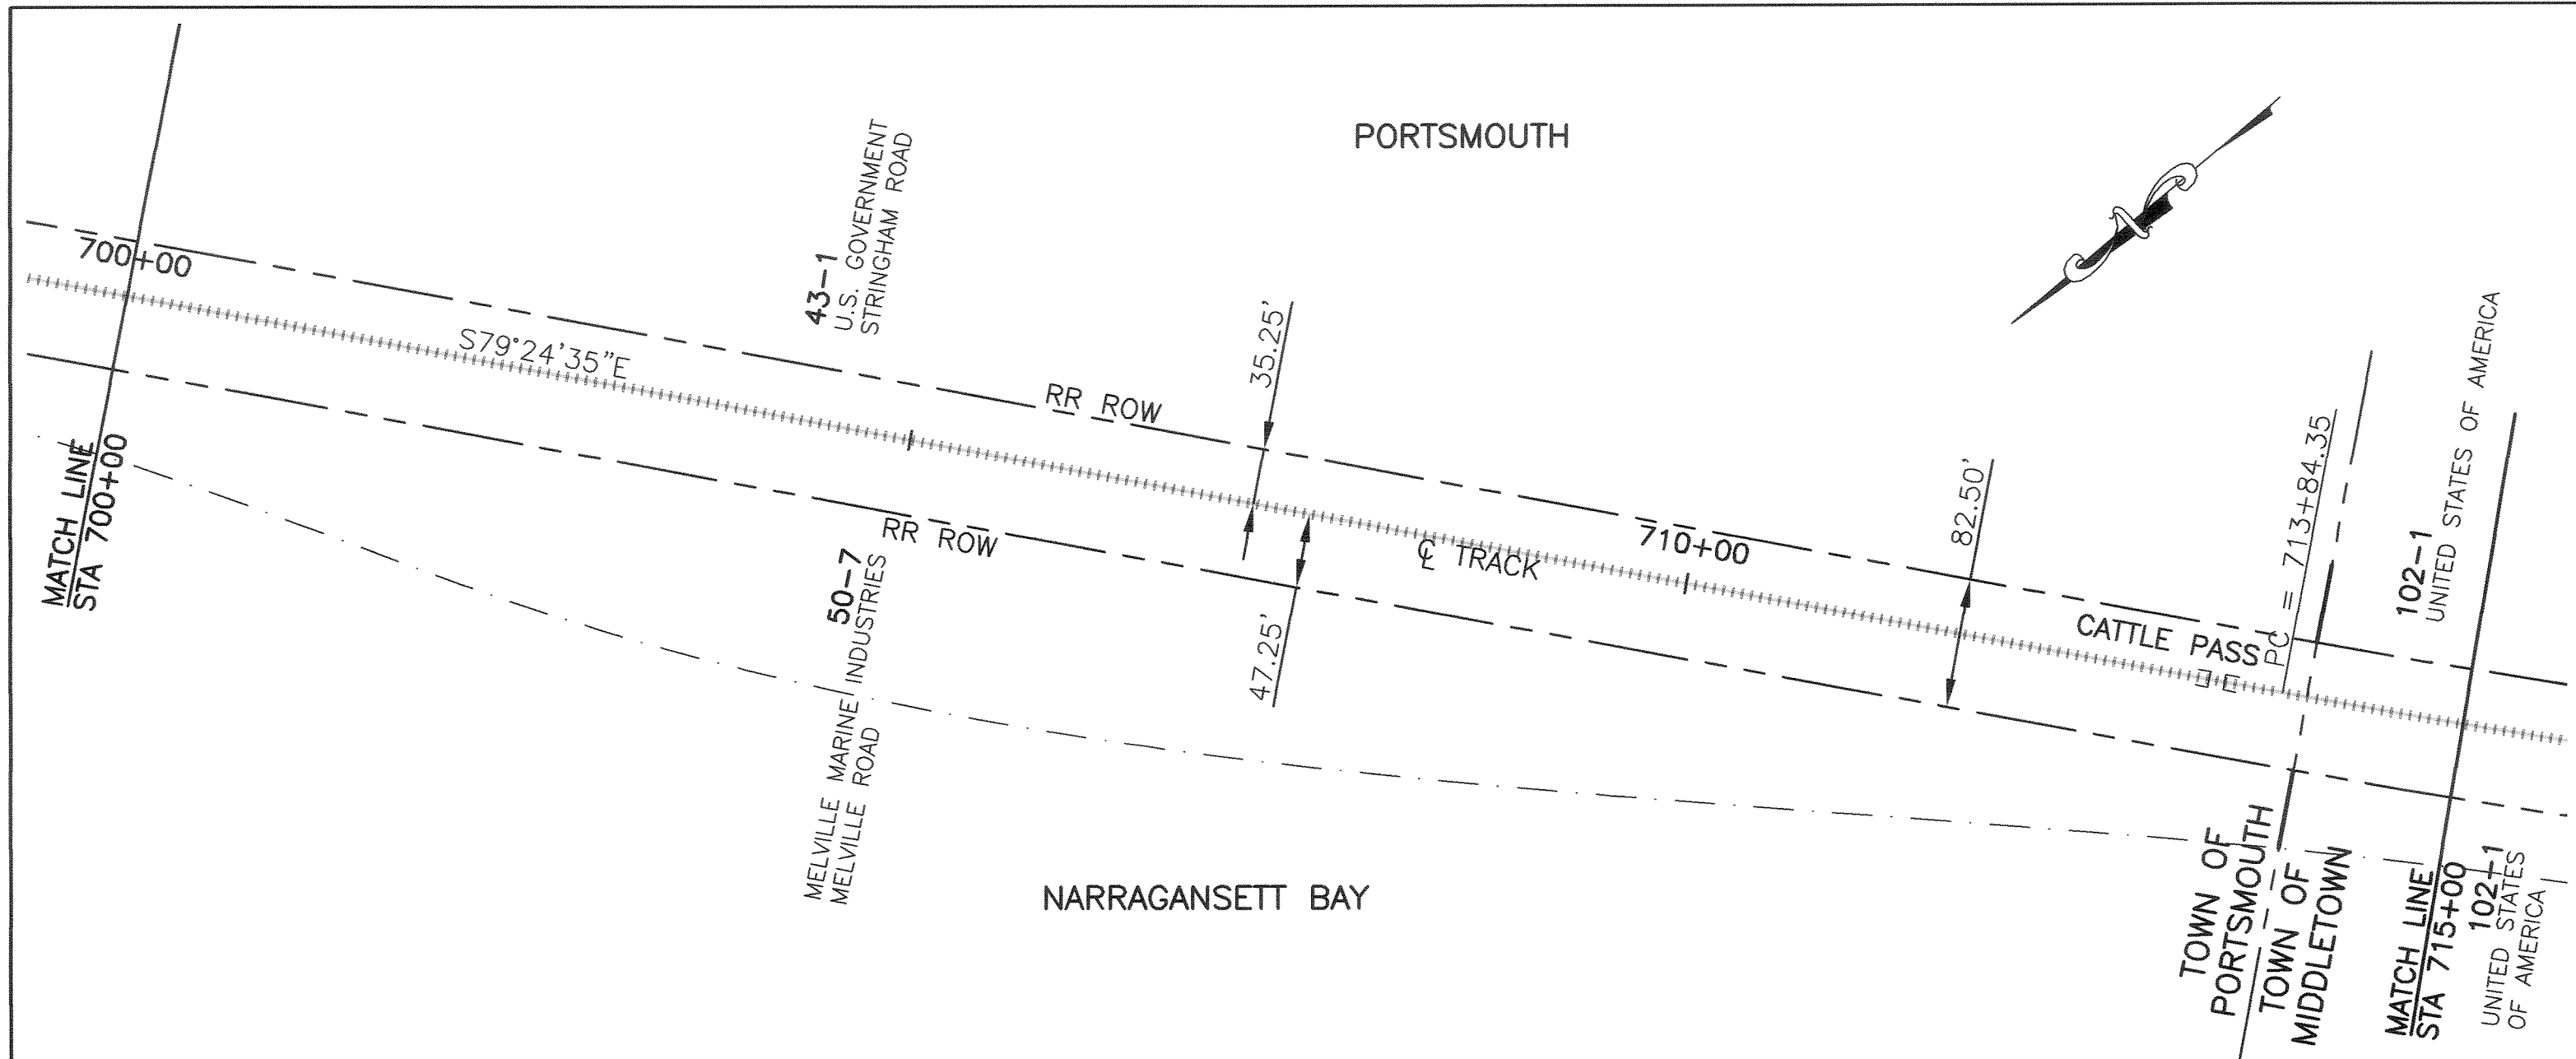 PORTSMOUTH
700+00
S79°24'35"E
43-1
U.S. GOVERNMENT
STRINGHAM ROAD
RR ROW
35.25'
MATCH LINE
STA 700+00
RR ROW
50-7
MELVILLE MARINE INDUSTRIES
MELVILLE ROAD
47.25'
℄ TRACK
710+00
82.50'
CATTLE PASS
PC = 713+84.35
102-1
UNITED STATES OF AMERICA
NARRAGANSETT BAY
TOWN OF
PORTSMOUTH
TOWN OF
MIDDLETOWN
MATCH LINE
STA 715+00
102-1
UNITED STATES
OF AMERICA